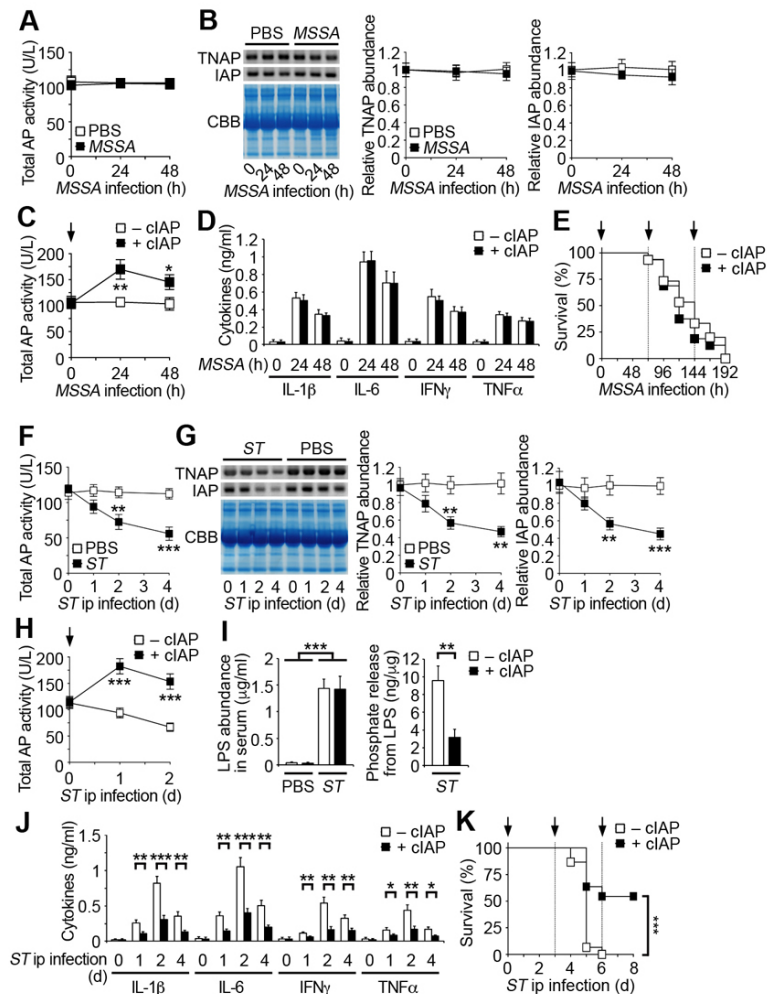 A
Total AP activity (U/L)
150
125
100
75
50
0
0 24 48
MSSA infection (h)
PBS
MSSA
B
PBS MSSA
TNAP
IAP
CBB
0 24 48 0 24 48
MSSA infection (h)
Relative TNAP abundance
1.2
1
0.8
0.6
0.4
0.2
0
PBS
MSSA
0 24 48
MSSA infection (h)
Relative IAP abundance
1.2
1
0.8
0.6
0.4
0.2
0
0 24 48
MSSA infection (h)
C
– cIAP
+ cIAP
Total AP activity (U/L)
200
150
100
75
50
0
** *
0 24 48
MSSA infection (h)
D
– cIAP
+ cIAP
Cytokines (ng/ml)
1.2
1
0.8
0.6
0.4
0.2
0
MSSA (h) 0 24 48 0 24 48 0 24 48 0 24 48
IL-1β IL-6 IFNγ TNFα
E
– cIAP
+ cIAP
Survival (%)
100
75
50
25
0
0 48 96 144 192
MSSA infection (h)
F
Total AP activity (U/L)
150
120
90
60
30
0
** ***
PBS
ST
0 1 2 4
ST ip infection (d)
G
ST PBS
TNAP
IAP
CBB
0 1 2 4 0 1 2 4
ST ip infection (d)
Relative TNAP abundance
1.2
1
0.8
0.6
0.4
0.2
0
** **
PBS
ST
0 1 2 4
ST ip infection (d)
Relative IAP abundance
1.2
1
0.8
0.6
0.4
0.2
0
** ***
0 1 2 4
ST ip infection (d)
H
– cIAP
+ cIAP
Total AP activity (U/L)
200
150
100
75
50
0
*** ***
0 1 2
ST ip infection (d)
I
LPS abundance
in serum (μg/ml)
2
1.5
1
0.5
0
***
PBS ST
Phosphate release
from LPS (ng/μg)
12
10
8
6
4
2
0
**
ST
– cIAP
+ cIAP
J
– cIAP
+ cIAP
Cytokines (ng/ml)
1.5
1
0.5
0
** *** ** ** *** ** ** ** ** * ** *
ST ip infection 0 1 2 4 0 1 2 4 0 1 2 4 0 1 2 4
(d)
IL-1β IL-6 IFNγ TNFα
K
– cIAP
+ cIAP
Survival (%)
100
75
50
25
0
***
0 2 4 6 8
ST ip infection (d)